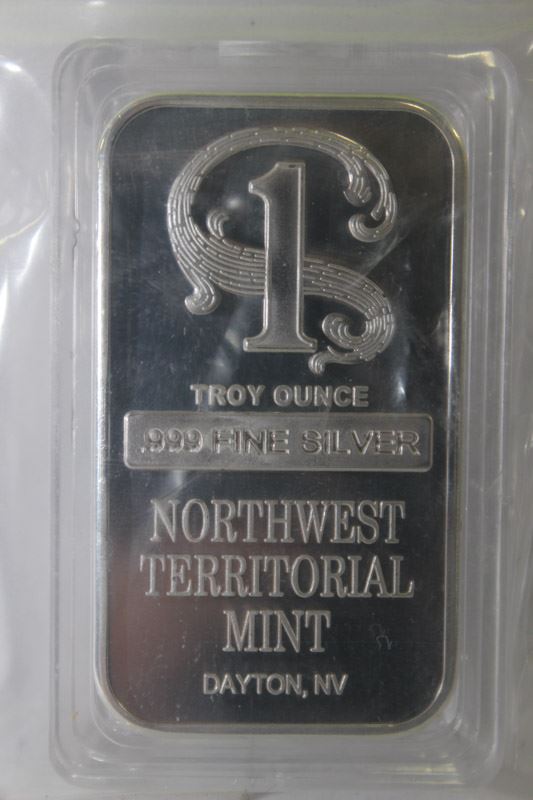 1
TROY OUNCE
.999 FINE SILVER
NORTHWEST
TERRITORIAL
MINT
DAYTON, NV